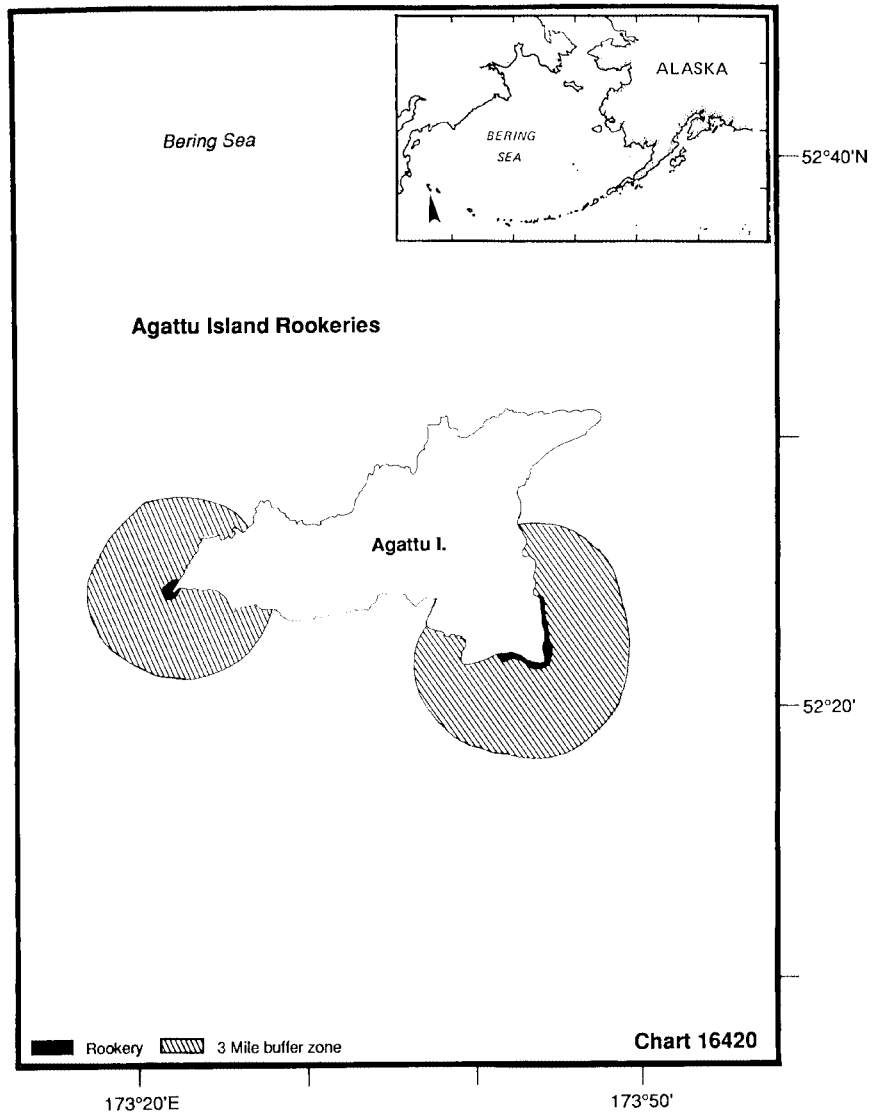 ALASKA
BERING
SEA
Bering Sea
52°40'N
Agattu Island Rookeries
Agattu I.
52°20'
Rookery
3 Mile buffer zone
Chart 16420
173°20'E
173°50'